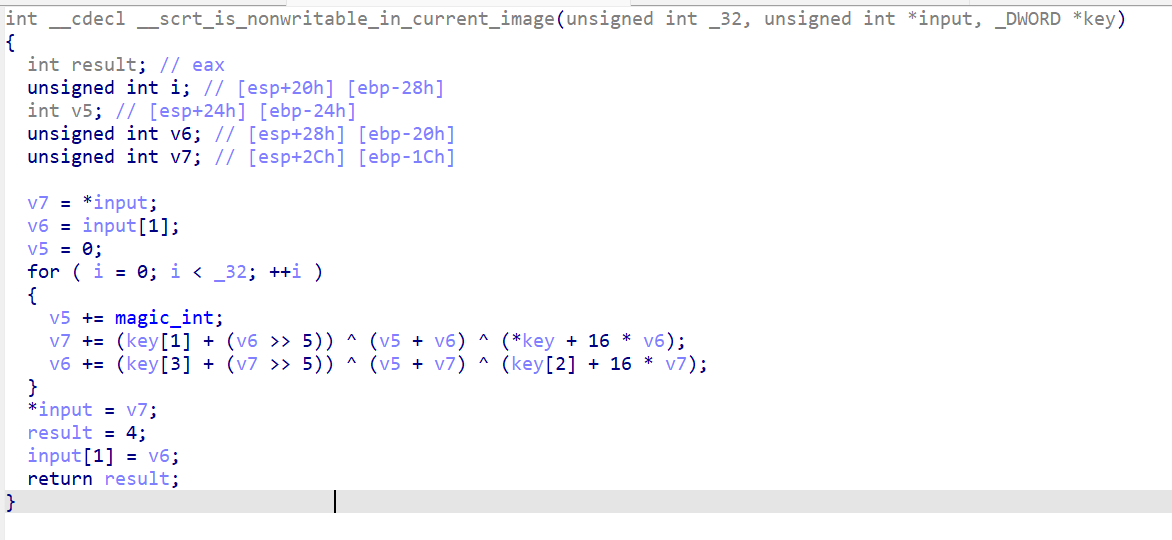 int __cdecl __scrt_is_nonwritable_in_current_image(unsigned int _32, unsigned int *input, _DWORD *key)
{
  int result; // eax
  unsigned int i; // [esp+20h] [ebp-28h]
  int v5; // [esp+24h] [ebp-24h]
  unsigned int v6; // [esp+28h] [ebp-20h]
  unsigned int v7; // [esp+2Ch] [ebp-1Ch]

  v7 = *input;
  v6 = input[1];
  v5 = 0;
  for ( i = 0; i < _32; ++i )
  {
    v5 += magic_int;
    v7 += (key[1] + (v6 >> 5)) ^ (v5 + v6) ^ (*key + 16 * v6);
    v6 += (key[3] + (v7 >> 5)) ^ (v5 + v7) ^ (key[2] + 16 * v7);
  }
  *input = v7;
  result = 4;
  input[1] = v6;
  return result;
}